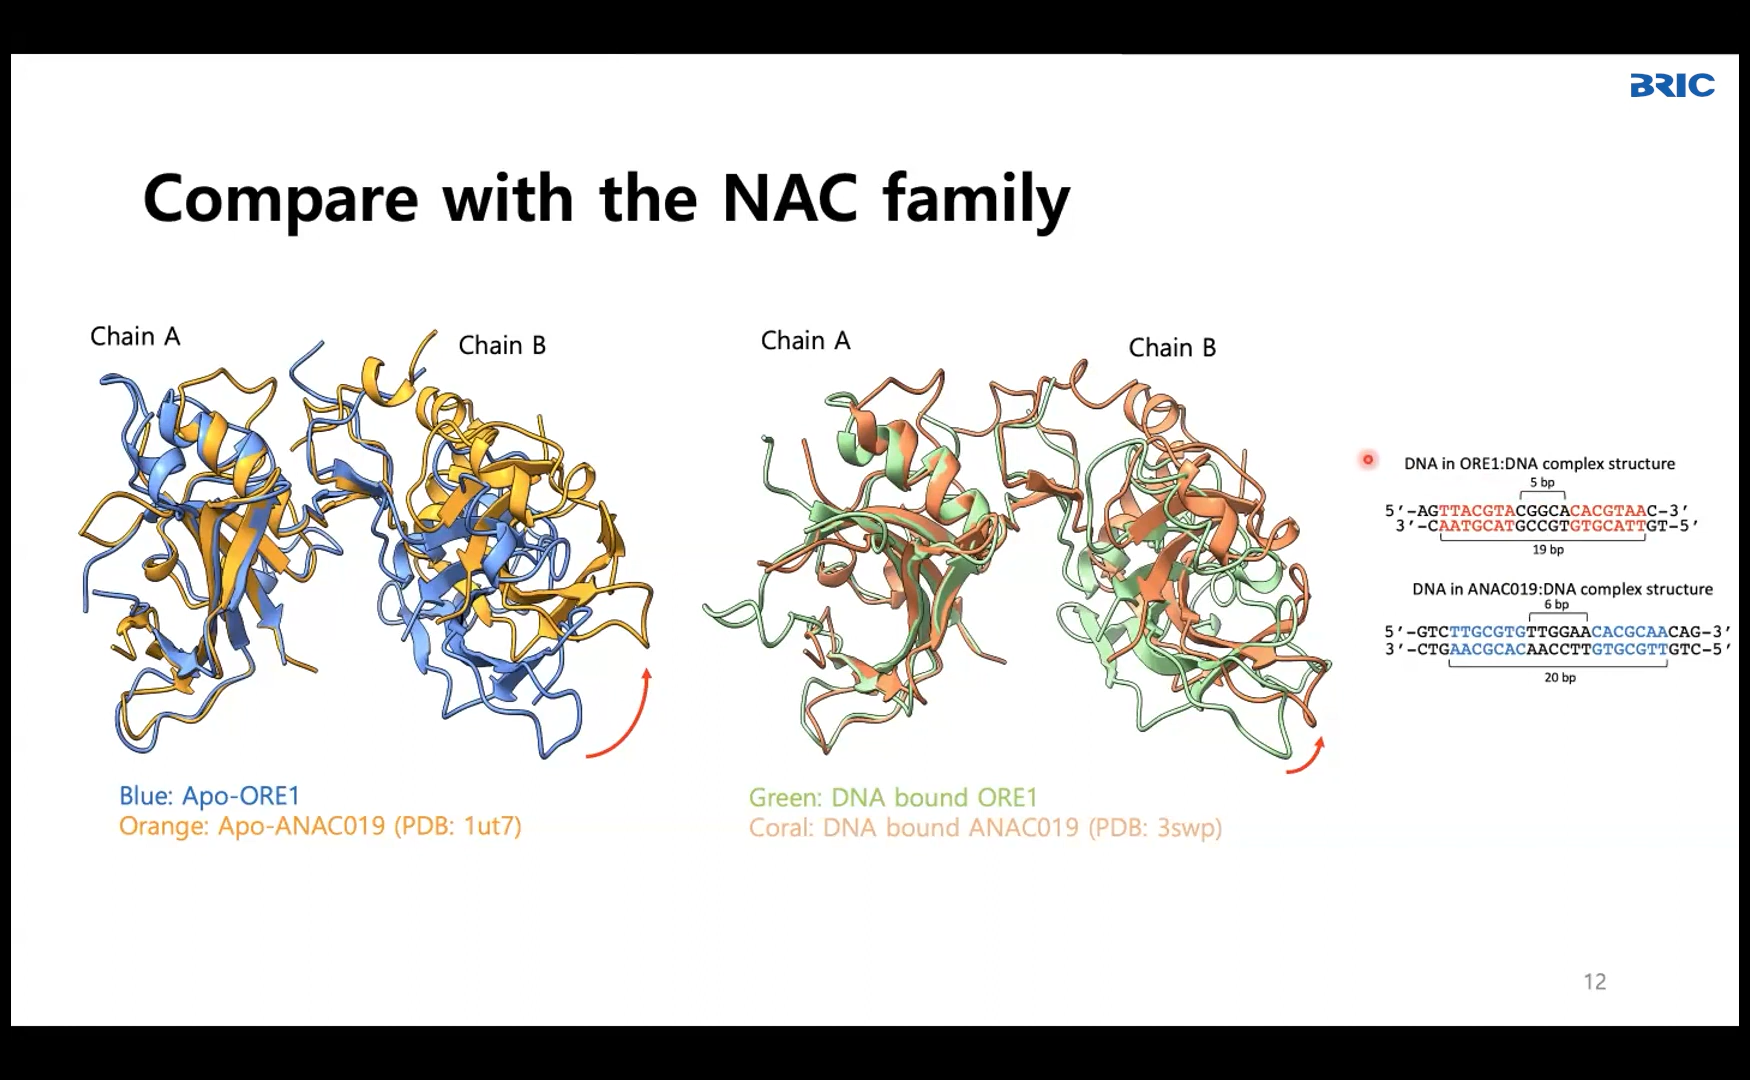 BRIC
Compare with the NAC family
Chain A
Chain B
Blue: Apo-ORE1
Orange: Apo-ANAC019 (PDB: 1ut7)
Chain A
Chain B
Green: DNA bound ORE1
Coral: DNA bound ANAC019 (PDB: 3swp)
DNA in ORE1:DNA complex structure
5 bp
5’-AGTTACGTACGGCACACGTAAC-3’
3’-CAATGCATGCCGTGTGCATTGT-5’
19 bp
DNA in ANAC019:DNA complex structure
6 bp
5’-GTCTTGCGTGTTGGAACACGCAACAG-3’
3’-CTGAACGCACAACCTTGTGCGTTGTC-5’
20 bp
12